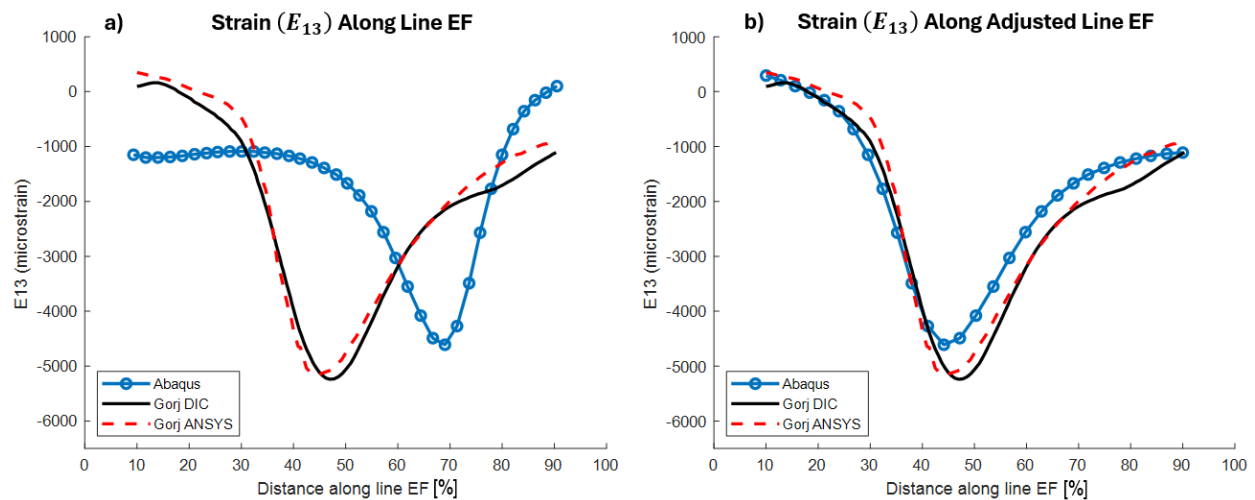 a) Strain (E₁₃) Along Line EF
1000
0
-1000
-2000
-3000
-4000
-5000
-6000
E13 (microstrain)
Abaqus
Gorj DIC
Gorj ANSYS
0 10 20 30 40 50 60 70 80 90 100
Distance along line EF [%]
b) Strain (E₁₃) Along Adjusted Line EF
1000
0
-1000
-2000
-3000
-4000
-5000
-6000
E13 (microstrain)
Abaqus
Gorj DIC
Gorj ANSYS
0 10 20 30 40 50 60 70 80 90 100
Distance along line EF [%]